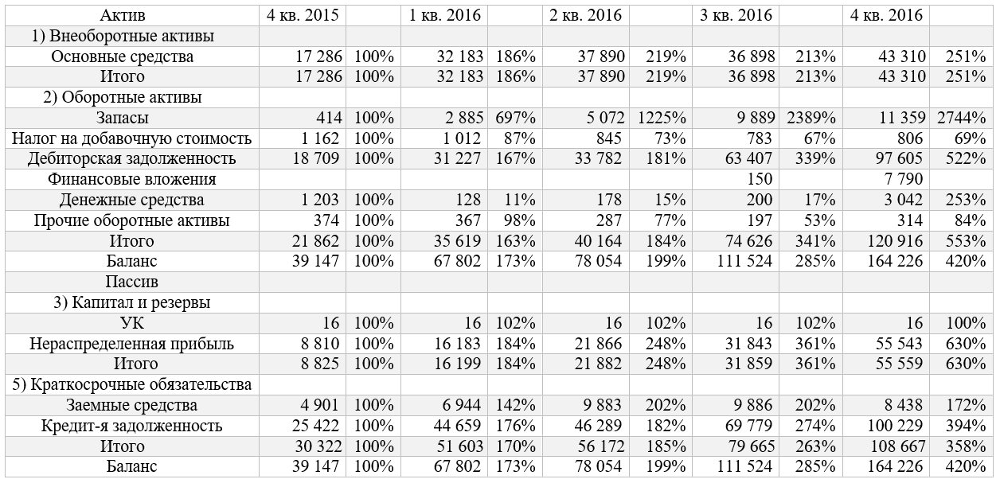 Актив 4 кв. 2015 1 кв. 2016 2 кв. 2016 3 кв. 2016 4 кв. 2016
1) Внеоборотные активы
Основные средства 17 286 100% 32 183 186% 37 890 219% 36 898 213% 43 310 251%
Итого 17 286 100% 32 183 186% 37 890 219% 36 898 213% 43 310 251%
2) Оборотные активы
Запасы 414 100% 2 885 697% 5 072 1225% 9 889 2389% 11 359 2744%
Налог на добавочную стоимость 1 162 100% 1 012 87% 845 73% 783 67% 806 69%
Дебиторская задолженность 18 709 100% 31 227 167% 33 782 181% 63 407 339% 97 605 522%
Финансовые вложения 150 7 790
Денежные средства 1 203 100% 128 11% 178 15% 200 17% 3 042 253%
Прочие оборотные активы 374 100% 367 98% 287 77% 197 53% 314 84%
Итого 21 862 100% 35 619 163% 40 164 184% 74 626 341% 120 916 553%
Баланс 39 147 100% 67 802 173% 78 054 199% 111 524 285% 164 226 420%
Пассив
3) Капитал и резервы
УК 16 100% 16 102% 16 102% 16 102% 16 100%
Нераспределенная прибыль 8 810 100% 16 183 184% 21 866 248% 31 843 361% 55 543 630%
Итого 8 825 100% 16 199 184% 21 882 248% 31 859 361% 55 559 630%
5) Краткосрочные обязательства
Заемные средства 4 901 100% 6 944 142% 9 883 202% 9 886 202% 8 438 172%
Кредит-я задолженность 25 422 100% 44 659 176% 46 289 182% 69 779 274% 100 229 394%
Итого 30 322 100% 51 603 170% 56 172 185% 79 665 263% 108 667 358%
Баланс 39 147 100% 67 802 173% 78 054 199% 111 524 285% 164 226 420%